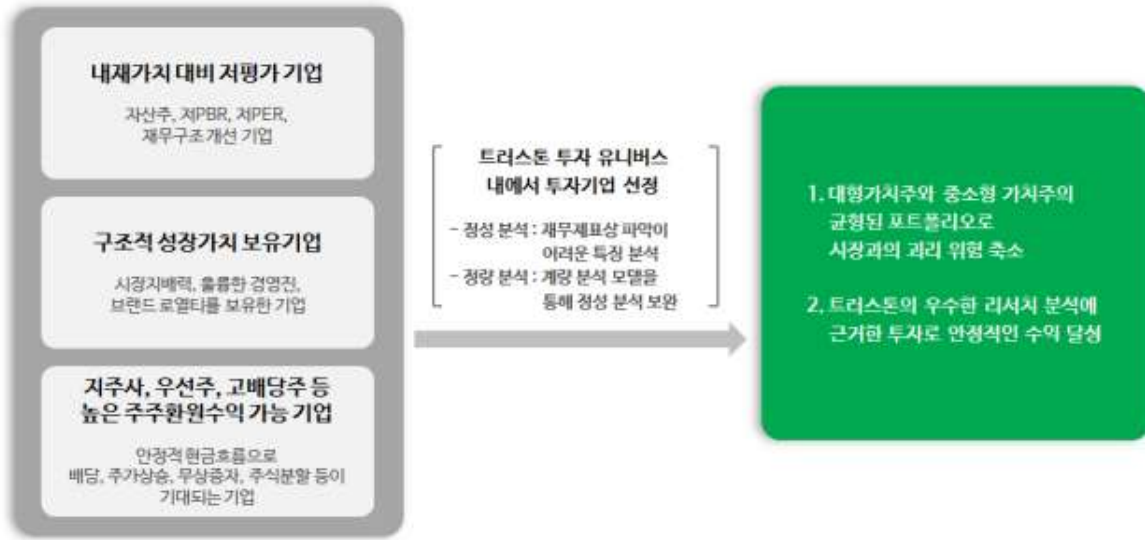 내재가치 대비 저평가 기업
자산주, 저PBR, 저PER,
재무구조 개선 기업
구조적 성장가치 보유기업
시장지배력, 훌륭한 경영진,
브랜드 로열티를 보유한 기업
지주사, 우선주, 고배당주 등
높은 주주환원수익 가능 기업
안정적 현금흐름으로
배당, 주가상승, 무상증자, 주식분할 등이
기대되는 기업
트러스톤 투자 유니버스
내에서 투자기업 선정
- 정성 분석 : 재무제표상 파악이
어려운 특징 분석
- 정량 분석 : 계량 분석 모델을
통해 정성 분석 보완
1. 대형가치주와 중소형 가치주의
균형된 포트폴리오로
시장과의 괴리 위험 축소
2. 트러스톤의 우수한 리서치 분석에
근거한 투자로 안정적인 수익 달성